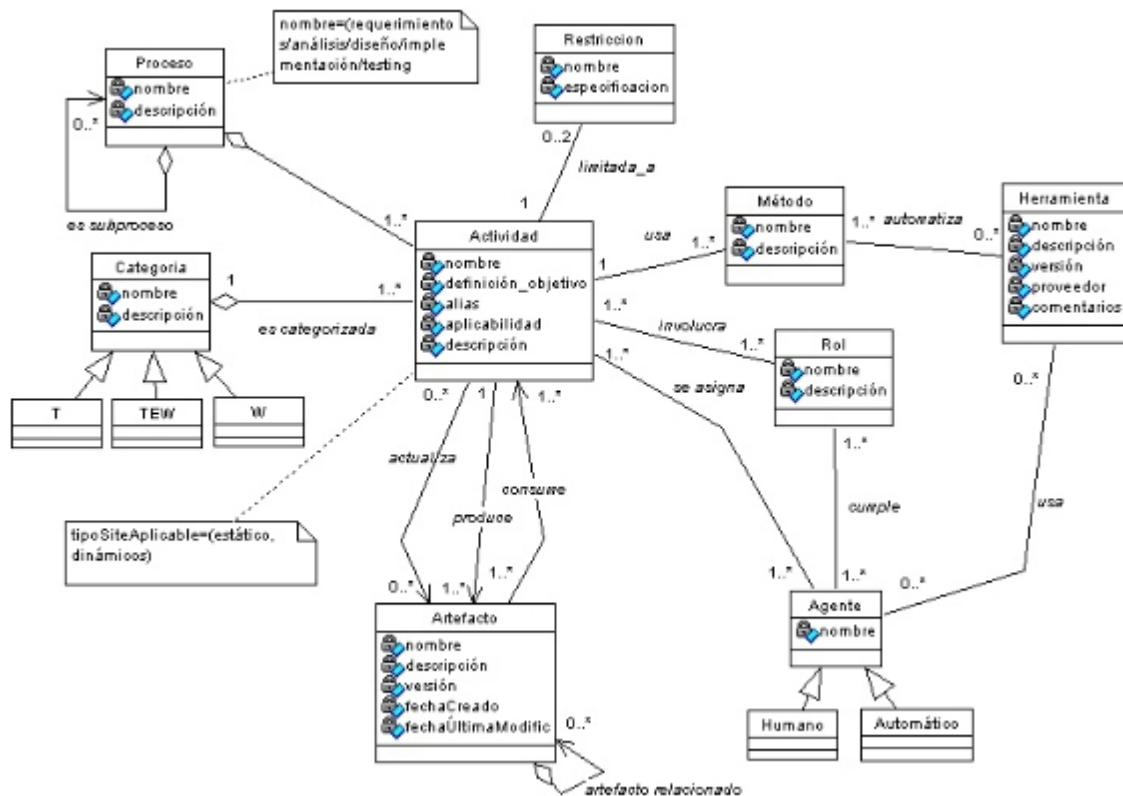 nombre=(requerimiento
s/análisis/diseño/imple
mentación/testing
Proceso
nombre
descripción
0..*
es subproceso
1..*
Restriccion
nombre
especificacion
0..2
limitada_a
1
Categoria
nombre
descripción
1
1..*
es categorizada
T
TEW
W
Actividad
nombre
definición_objetivo
alias
aplicabilidad
descripción
usa
1
1..*
Método
nombre
descripción
1..*
automatiza
0..*
Herramienta
nombre
descripción
versión
proveedor
comentarios
0..*
1..*
involucra
1..*
Rol
nombre
descripción
1..*
1..*
se asigna
cumple
usa
0..*
1
1..*
actualiza
produce
consume
tipoSiteAplicable=(estático,
dinámicos)
0..*
1..*
1..*
Artefacto
nombre
descripción
versión
fechaCreado
fechaÚltimaModific
0..*
artefacto relacionado
1..*
1..*
0..*
Agente
nombre
Humano
Automático